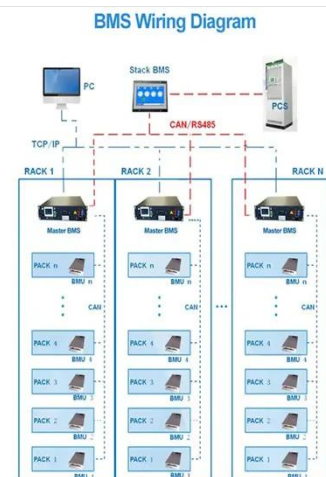 BMS Wiring Diagram
Stack BMS
PC
PCS
CAN/RS485
TCP/IP
RACK 1 RACK 2 RACK N
Master BMS Master BMS Master BMS
PACK n PACK n PACK n
BMU n BMU n BMU n
CAN CAN ... CAN
PACK 4 PACK 4 PACK 4
BMU 4 BMU 4 BMU 4
PACK 3 PACK 3 PACK 3
BMU 3 BMU 3 BMU 3
PACK 2 PACK 2 PACK 2
BMU 2 BMU 2 BMU 2
PACK 1 PACK 1 PACK 1
BMU 1 BMU 1 BMU 1